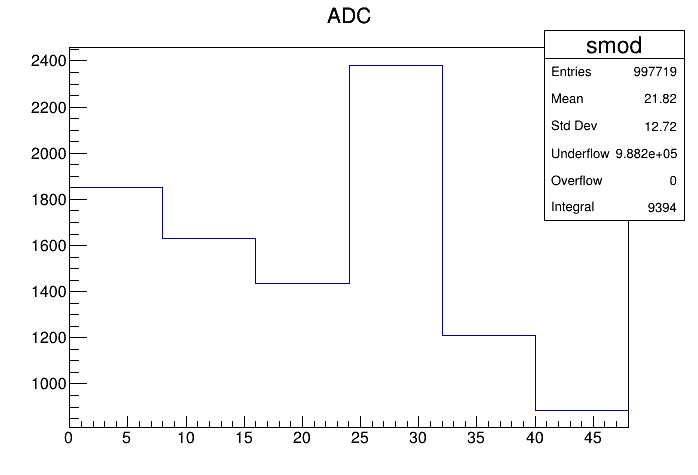 ADC
smod
Entries 997719
Mean 21.82
Std Dev 12.72
Underflow 9.882e+05
Overflow 0
Integral 9394
2400
2200
2000
1800
1600
1400
1200
1000
0 5 10 15 20 25 30 35 40 45